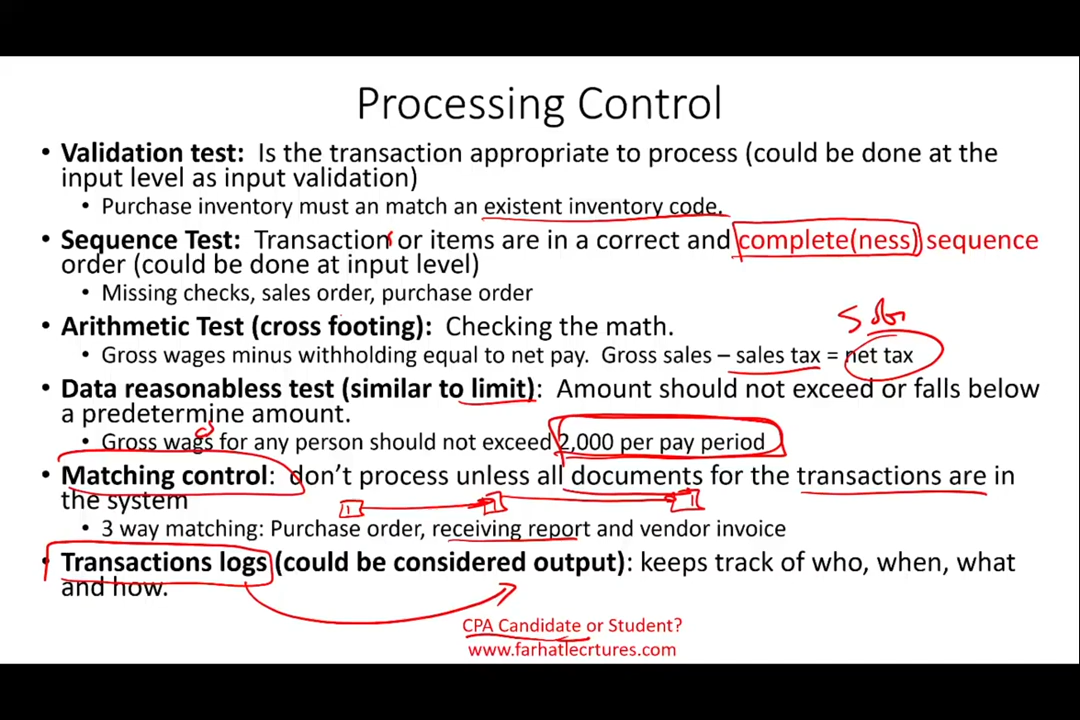 Processing Control
• Validation test: Is the transaction appropriate to process (could be done at the
input level as input validation)
• Purchase inventory must an match an existent inventory code.
• Sequence Test: Transaction or items are in a correct and complete(ness) sequence
order (could be done at input level)
• Missing checks, sales order, purchase order
• Arithmetic Test (cross footing): Checking the math.
• Gross wages minus withholding equal to net pay. Gross sales – sales tax = net tax
• Data reasonabless test (similar to limit): Amount should not exceed or falls below
a predetermine amount.
• Gross wags for any person should not exceed 2,000 per pay period
• Matching control: don't process unless all documents for the transactions are in
the system
• 3 way matching: Purchase order, receiving report and vendor invoice
• Transactions logs (could be considered output): keeps track of who, when, what
and how.
CPA Candidate or Student?
www.farhatlecrtures.com